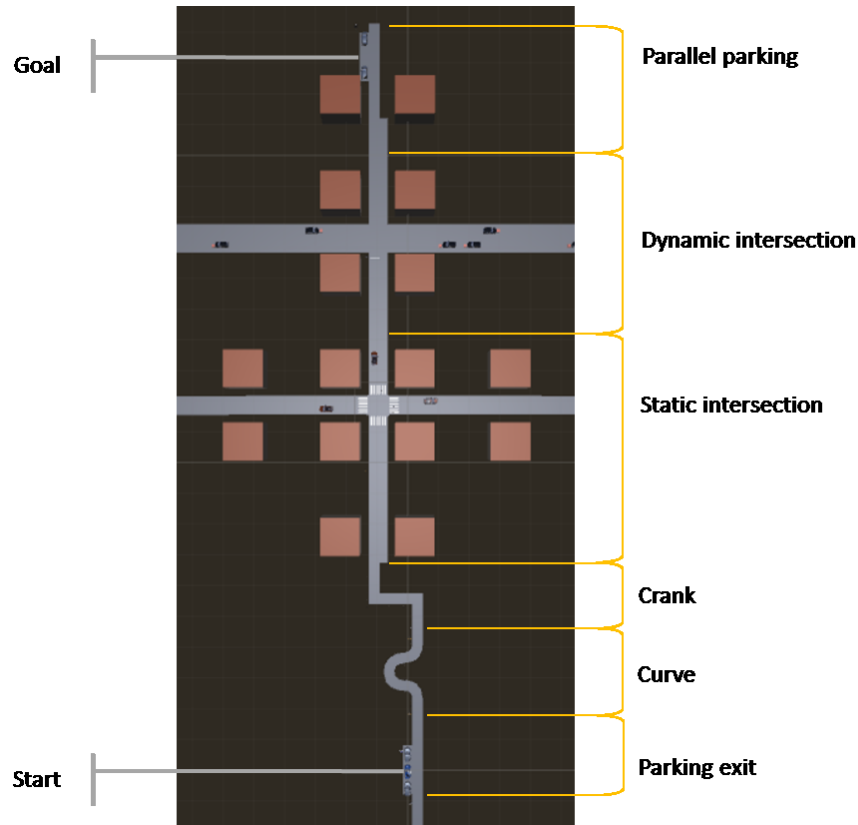 Goal
Parallel parking
Dynamic intersection
Static intersection
Crank
Curve
Start
Parking exit